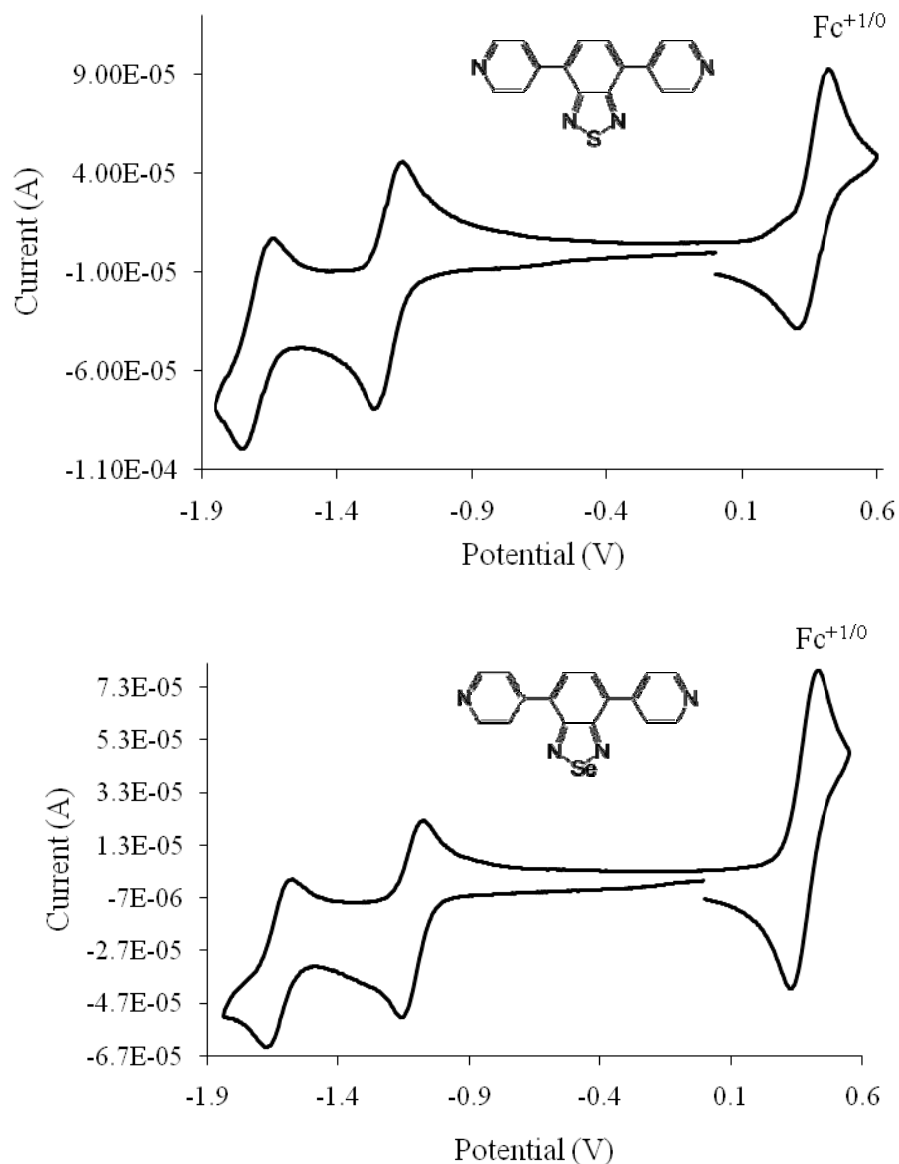 Fc+1/0
9.00E-05
4.00E-05
-1.00E-05
-6.00E-05
-1.10E-04
Current (A)
N
N
N
N
S
-1.9
-1.4
-0.9
-0.4
0.1
0.6
Potential (V)
Fc+1/0
7.3E-05
5.3E-05
3.3E-05
1.3E-05
-7E-06
-2.7E-05
-4.7E-05
-6.7E-05
Current (A)
N
N
N
N
Se
-1.9
-1.4
-0.9
-0.4
0.1
0.6
Potential (V)